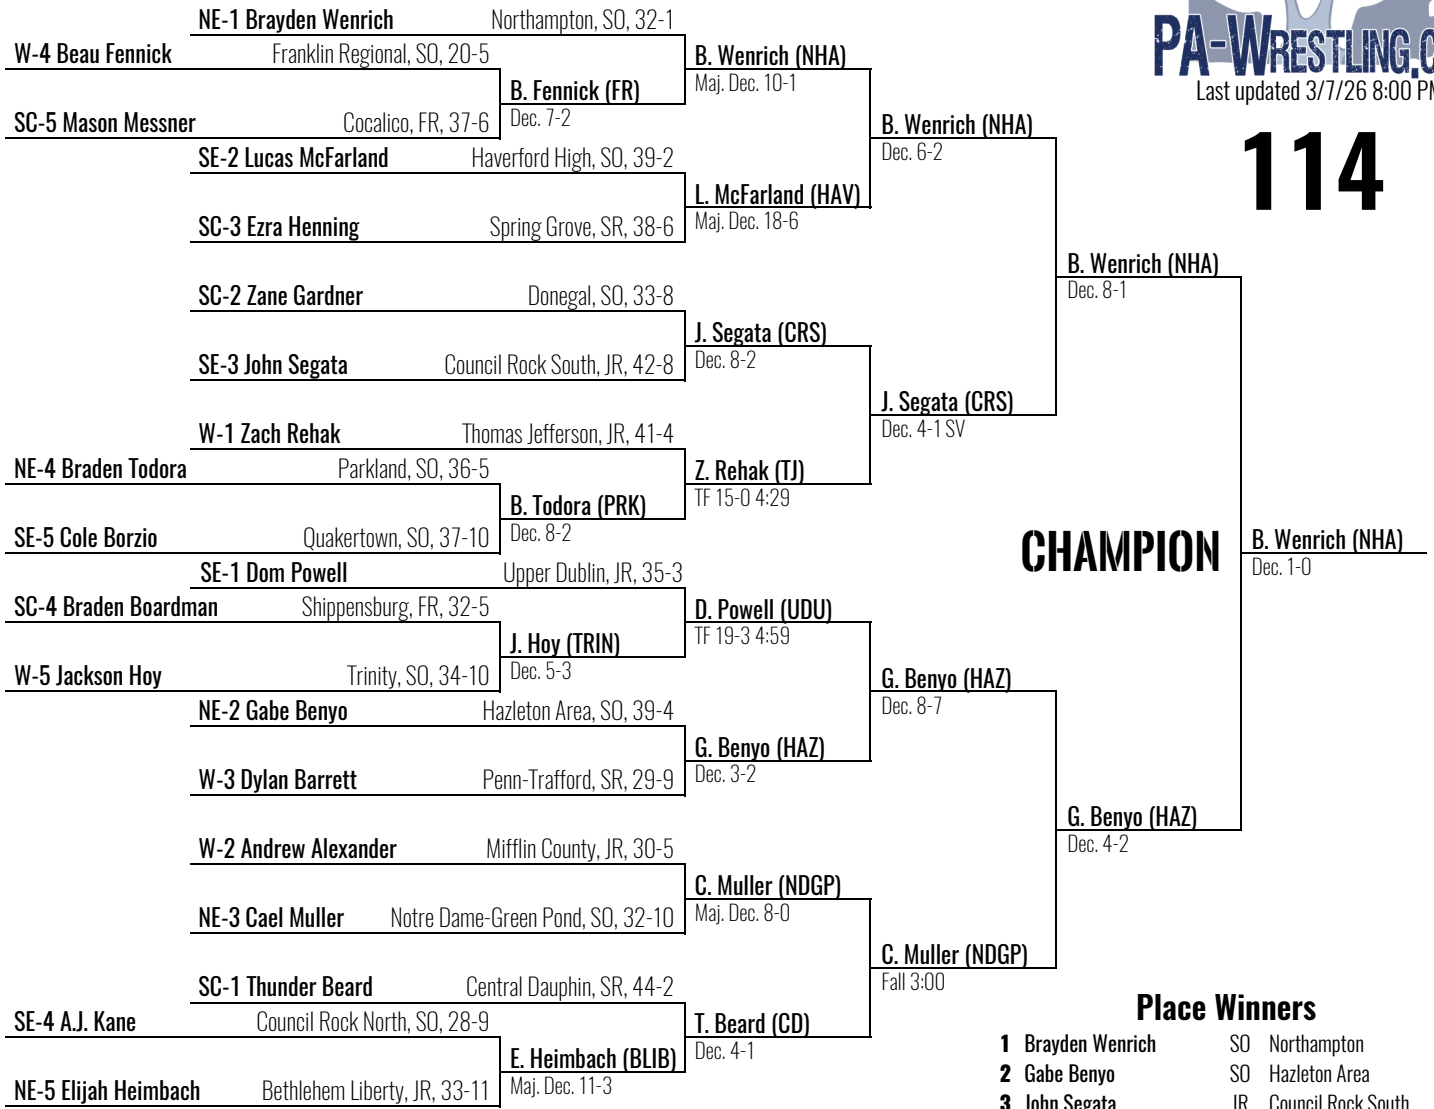 NE-1 Brayden Wenrich Northampton, SO, 32-1
W-4 Beau Fennick Franklin Regional, SO, 20-5
B. Wenrich (NHA)
Maj. Dec. 10-1
B. Fennick (FR)
Dec. 7-2
SC-5 Mason Messner Cocalico, FR, 37-6
B. Wenrich (NHA)
Dec. 6-2
SE-2 Lucas McFarland Haverford High, SO, 39-2
L. McFarland (HAV)
Maj. Dec. 18-6
SC-3 Ezra Henning Spring Grove, SR, 38-6
B. Wenrich (NHA)
Dec. 8-1
SC-2 Zane Gardner Donegal, SO, 33-8
J. Segata (CRS)
Dec. 8-2
SE-3 John Segata Council Rock South, JR, 42-8
J. Segata (CRS)
Dec. 4-1 SV
W-1 Zach Rehak Thomas Jefferson, JR, 41-4
NE-4 Braden Todora Parkland, SO, 36-5
Z. Rehak (TJ)
TF 15-0 4:29
B. Todora (PRK)
Dec. 8-2
SE-5 Cole Borzio Quakertown, SO, 37-10
CHAMPION
B. Wenrich (NHA)
Dec. 1-0
SE-1 Dom Powell Upper Dublin, JR, 35-3
SC-4 Braden Boardman Shippensburg, FR, 32-5
D. Powell (UDU)
TF 19-3 4:59
J. Hoy (TRIN)
Dec. 5-3
W-5 Jackson Hoy Trinity, SO, 34-10
G. Benyo (HAZ)
Dec. 8-7
NE-2 Gabe Benyo Hazleton Area, SO, 39-4
G. Benyo (HAZ)
Dec. 3-2
W-3 Dylan Barrett Penn-Trafford, SR, 29-9
G. Benyo (HAZ)
Dec. 4-2
W-2 Andrew Alexander Mifflin County, JR, 30-5
C. Muller (NDGP)
Maj. Dec. 8-0
NE-3 Cael Muller Notre Dame-Green Pond, SO, 32-10
C. Muller (NDGP)
Fall 3:00
SC-1 Thunder Beard Central Dauphin, SR, 44-2
SE-4 A.J. Kane Council Rock North, SO, 28-9
T. Beard (CD)
Dec. 4-1
E. Heimbach (BLIB)
Maj. Dec. 11-3
NE-5 Elijah Heimbach Bethlehem Liberty, JR, 33-11
PA-WRESTLING.C
Last updated 3/7/26 8:00 PM
114
Place Winners
1 Brayden Wenrich SO Northampton
2 Gabe Benyo SO Hazleton Area
3 John Segata JR Council Rock South